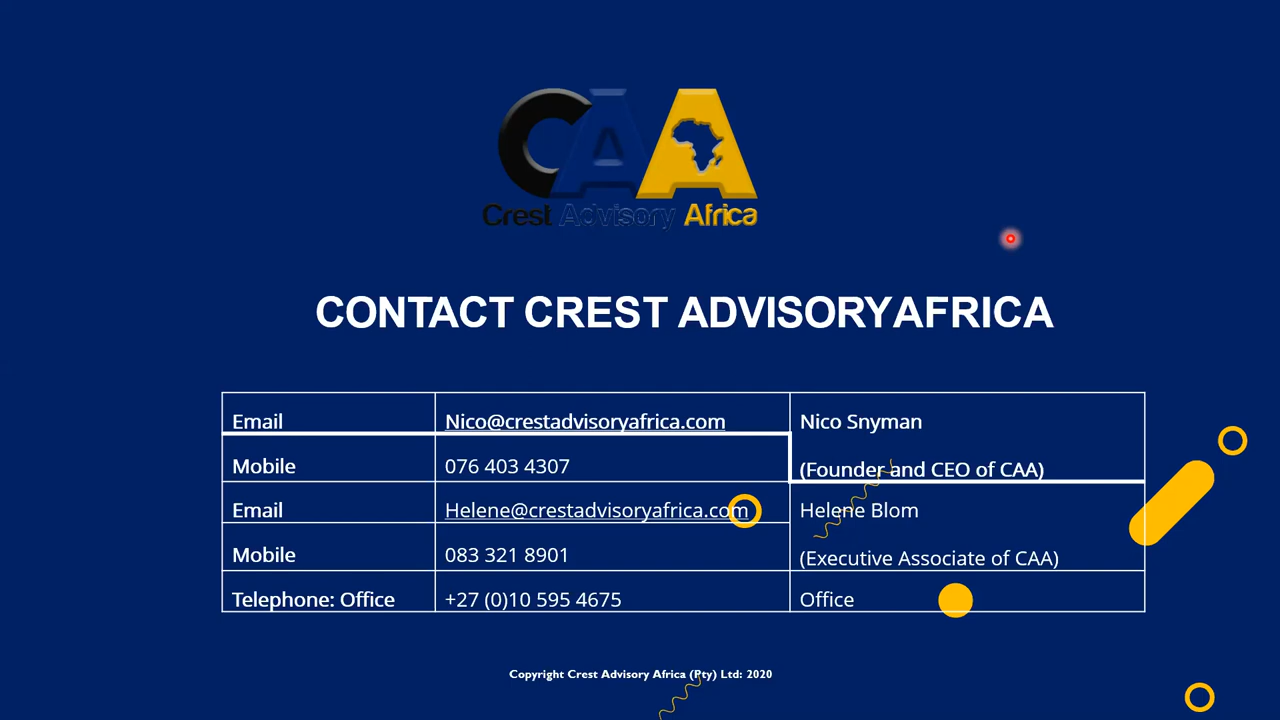 CAA
Crest Advisory Africa
CONTACT CREST ADVISORYAFRICA
Email Nico@crestadvisoryafrica.com Nico Snyman
Mobile 076 403 4307 (Founder and CEO of CAA)
Email Helene@crestadvisoryafrica.com Helene Blom
Mobile 083 321 8901 (Executive Associate of CAA)
Telephone: Office +27 (0)10 595 4675 Office
Copyright Crest Advisory Africa (Pty) Ltd: 2020